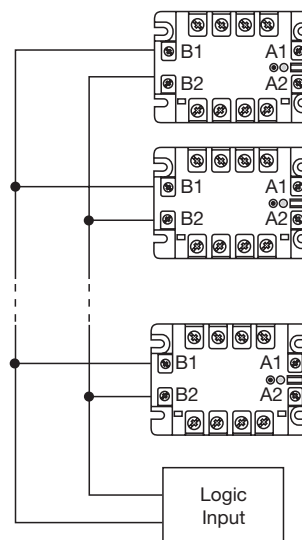 B1 A1
B2 A2
B1 A1
B2 A2
B1 A1
B2 A2
Logic
Input